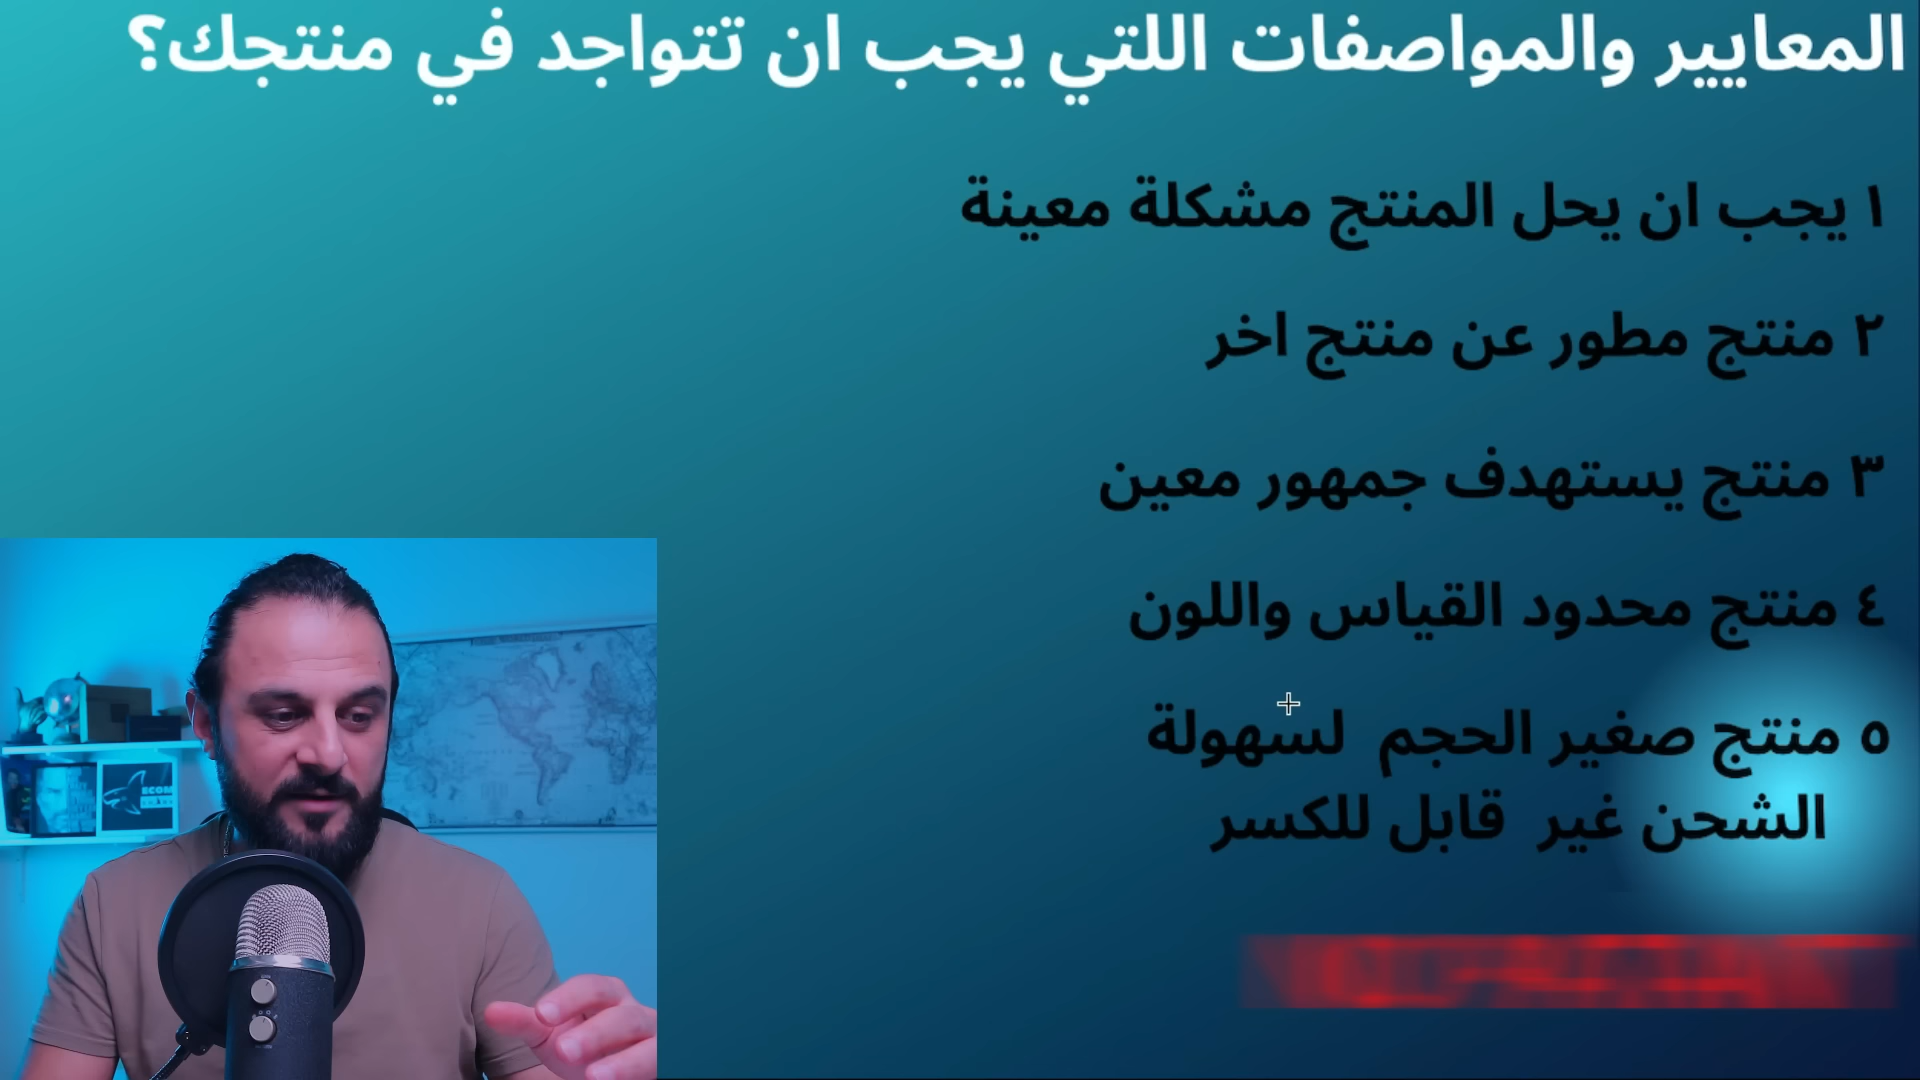 المعايير والمواصفات اللتي يجب ان تتواجد في منتجك؟
١ يجب ان يحل المنتج مشكلة معينة
٢ منتج مطور عن منتج اخر
٣ منتج يستهدف جمهور معين
٤ منتج محدود القياس واللون
٥ منتج صغير الحجم لسهولة
الشحن غير قابل للكسر
ECOM